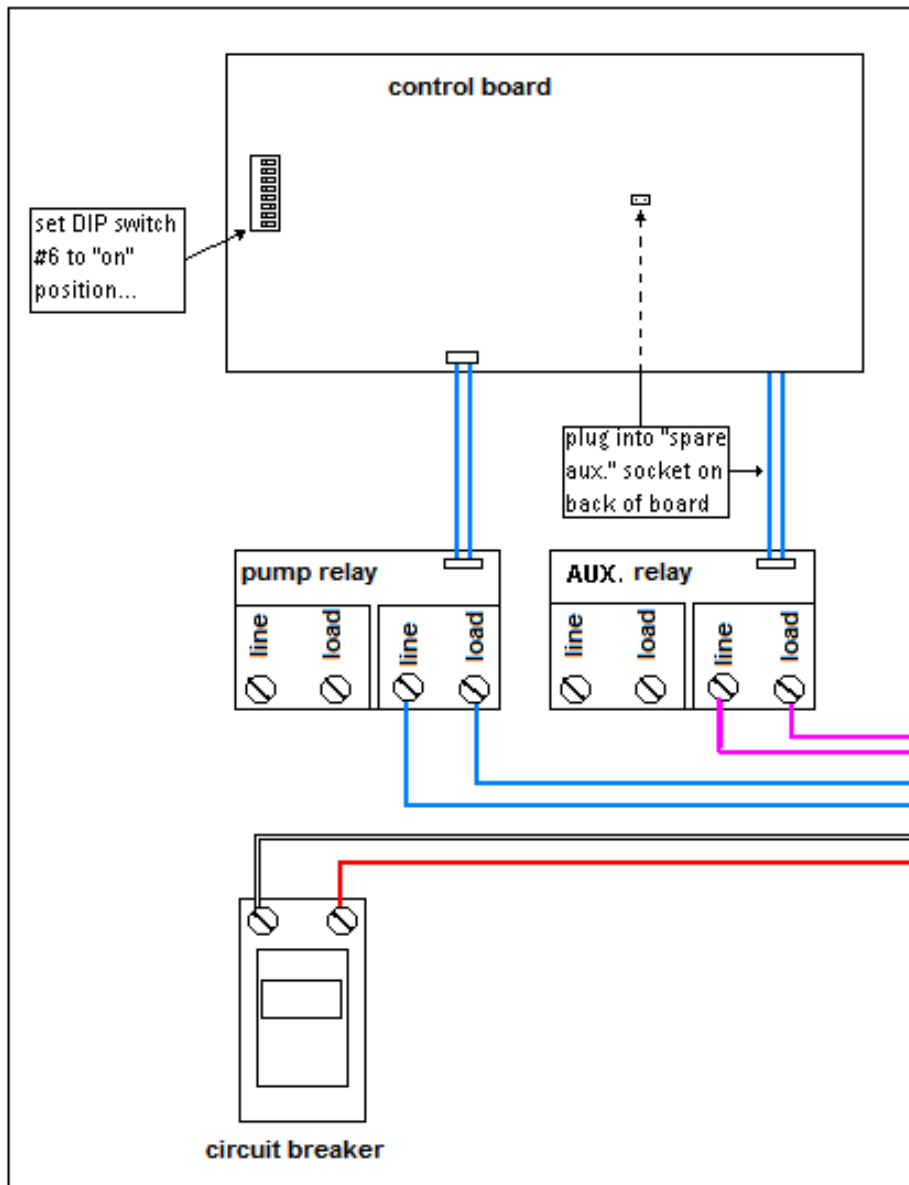 control board
set DIP switch
#6 to "on"
position...
plug into "spare
aux." socket on
back of board
pump relay
line load line load
AUX. relay
line load line load
circuit breaker